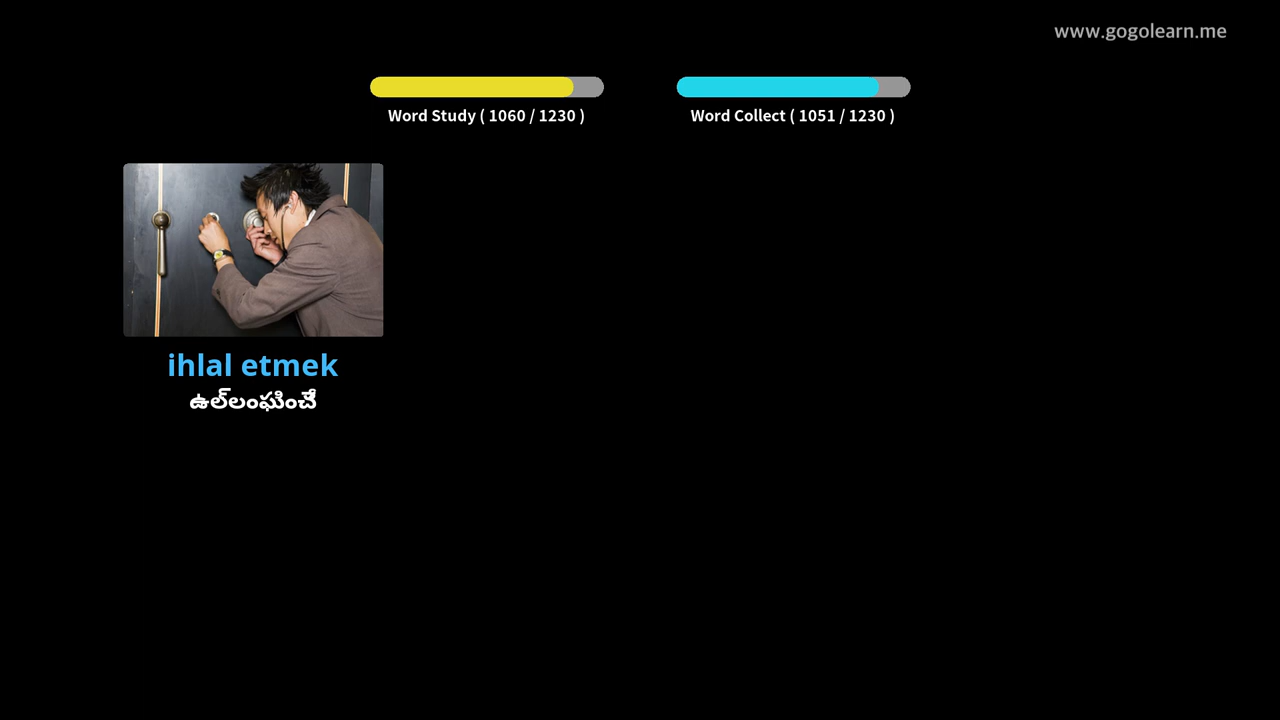 www.gogolearn.me
Word Study ( 1060 / 1230 )
Word Collect ( 1051 / 1230 )
ihlal etmek
ఉల్లంఘించే